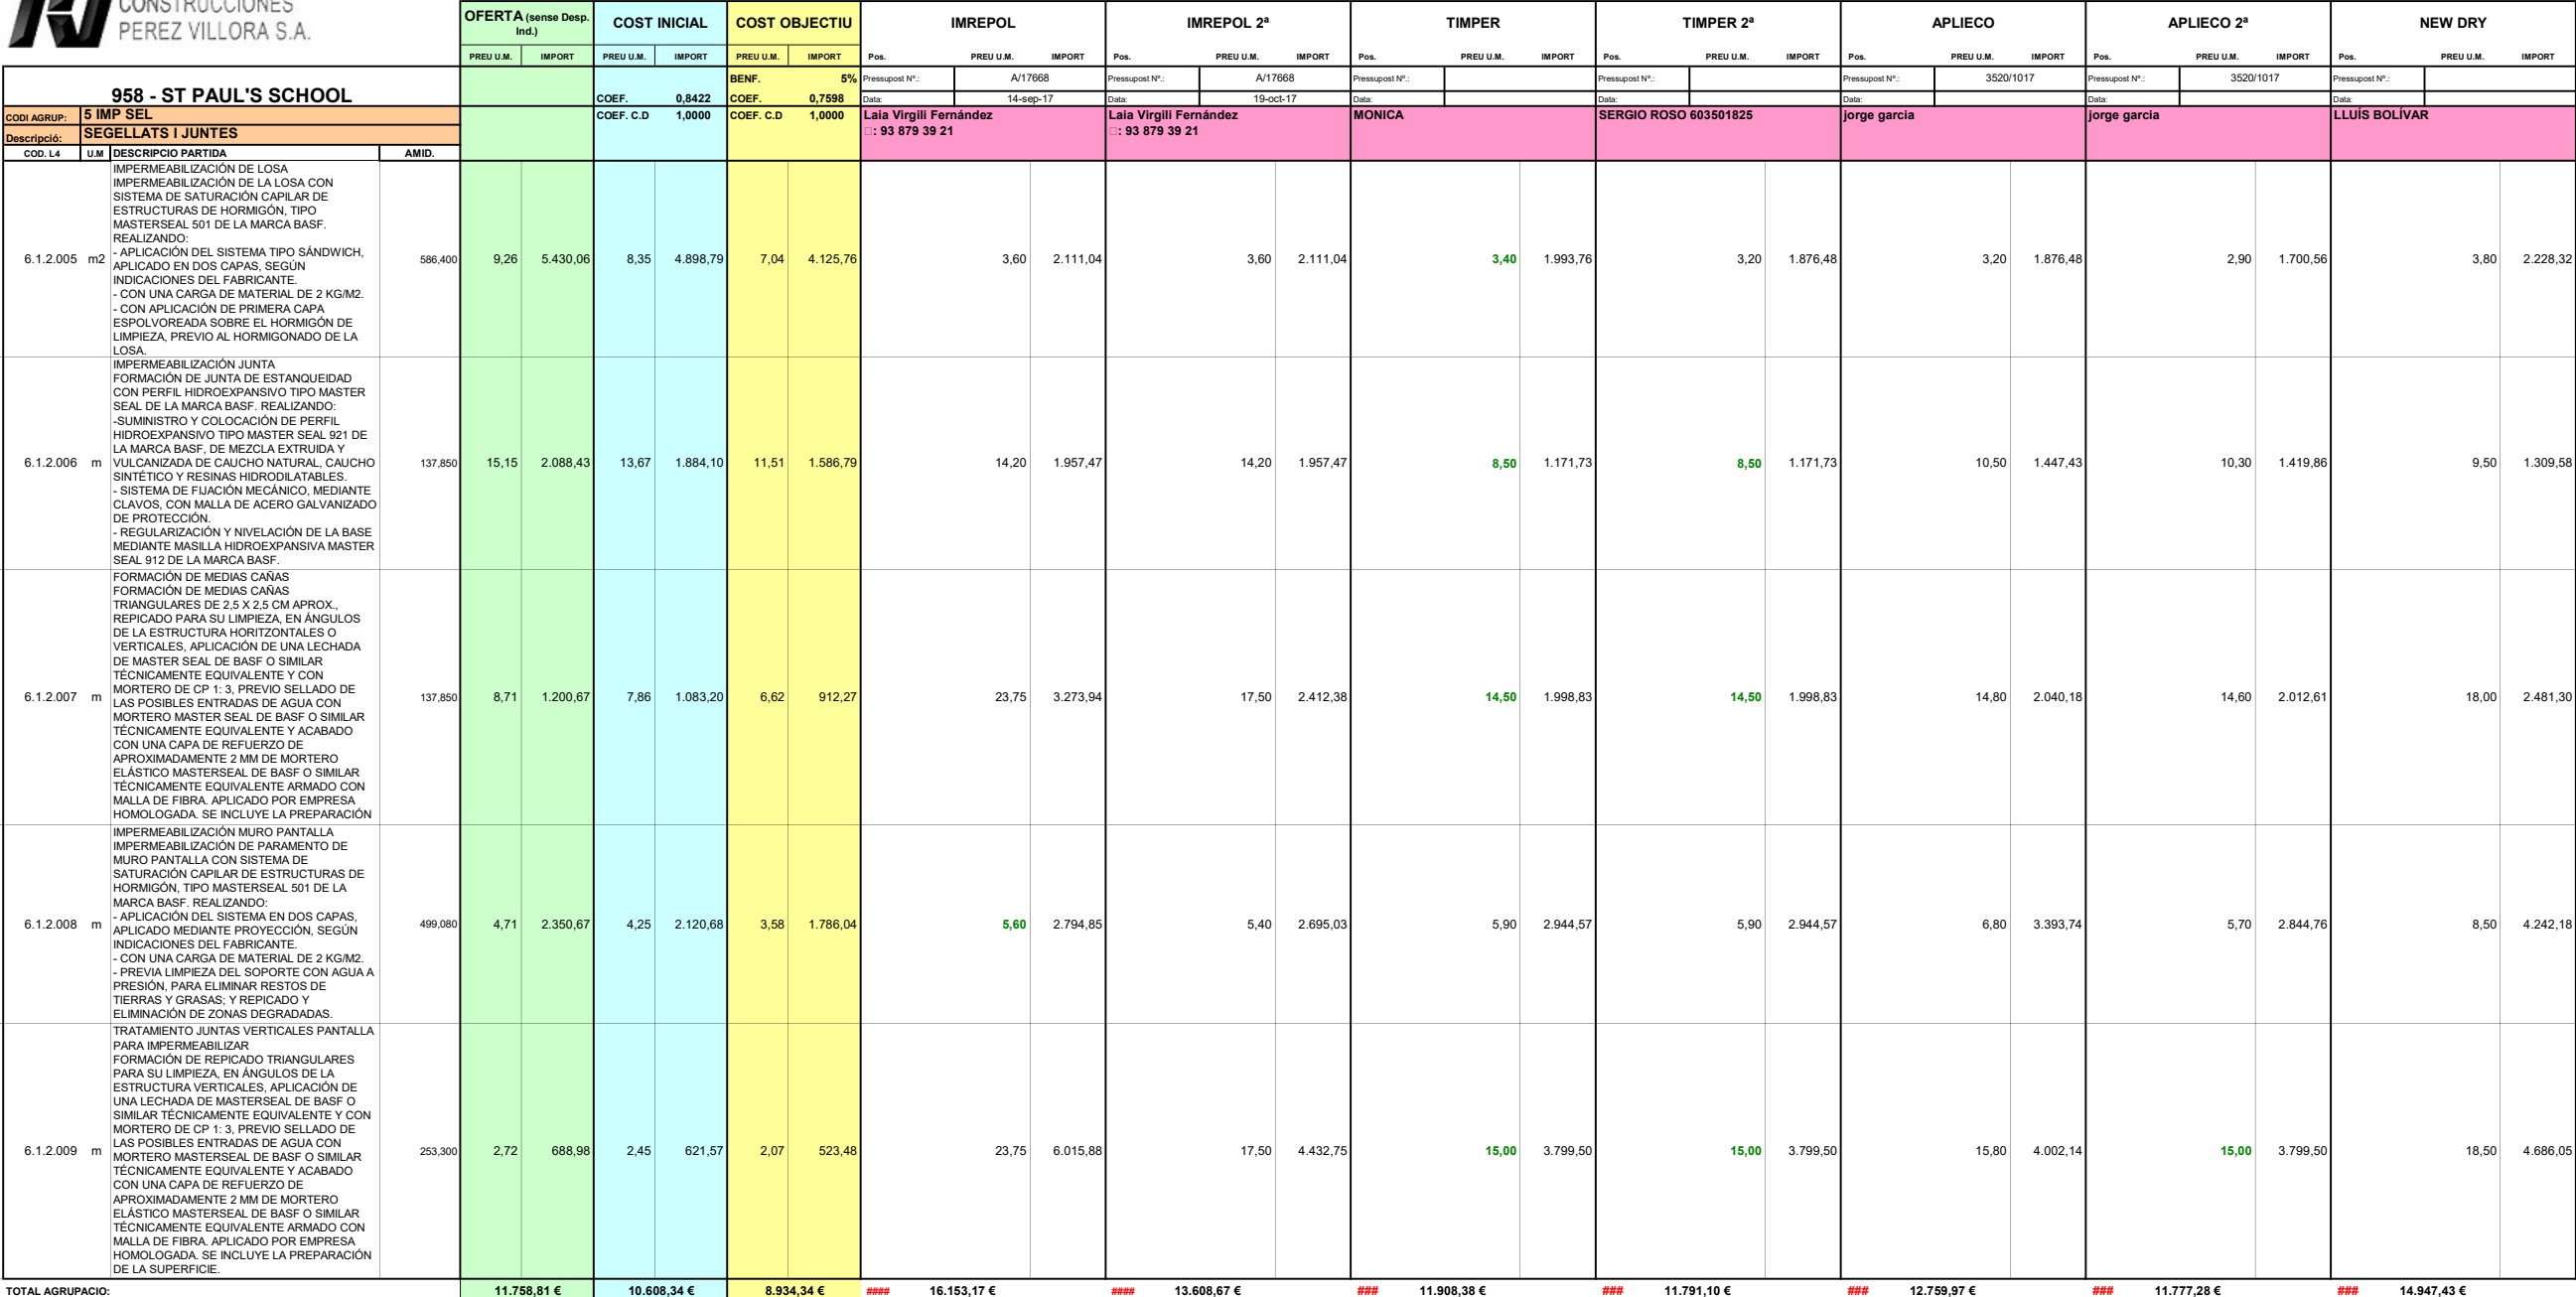 CONSTRUCCIONES
PEREZ VILLORA S.A.
OFERTA (sense Desp. Ind.) COST INICIAL COST OBJECTIU IMREPOL IMREPOL 2ª TIMPER TIMPER 2ª APLIECO APLIECO 2ª NEW DRY
PREU U.M. IMPORT PREU U.M. IMPORT PREU U.M. IMPORT Pos. PREU U.M. IMPORT Pos. PREU U.M. IMPORT Pos. PREU U.M. IMPORT Pos. PREU U.M. IMPORT Pos. PREU U.M. IMPORT Pos. PREU U.M. IMPORT Pos. PREU U.M. IMPORT
BENF. 5% Pressupost Nº.: A/17668 Pressupost Nº.: A/17668 Pressupost Nº.: Pressupost Nº.: Pressupost Nº.: 3520/1017 Pressupost Nº.: 3520/1017 Pressupost Nº.:
958 - ST PAUL'S SCHOOL COEF. 0,8422 COEF. 0,7598 Data: 14-sep-17 Data: 19-oct-17 Data: Data: Data: Data: Data:
CODI AGRUP: 5 IMP SEL COEF. C.D 1,0000 COEF. C.D 1,0000 Laia Virgili Fernández Laia Virgili Fernández MONICA SERGIO ROSO 603501825 jorge garcia jorge garcia LLUÍS BOLÍVAR
Descripció: SEGELLATS I JUNTES : 93 879 39 21 : 93 879 39 21
COD. L4 U.M DESCRIPCIO PARTIDA AMID.
IMPERMEABILIZACIÓN DE LOSA
IMPERMEABILIZACIÓN DE LA LOSA CON
SISTEMA DE SATURACIÓN CAPILAR DE
ESTRUCTURAS DE HORMIGÓN, TIPO
MASTERSEAL 501 DE LA MARCA BASF.
REALIZANDO:
- APLICACIÓN DEL SISTEMA TIPO SÁNDWICH,
APLICADO EN DOS CAPAS, SEGÚN
INDICACIONES DEL FABRICANTE.
- CON UNA CARGA DE MATERIAL DE 2 KG/M2.
- CON APLICACIÓN DE PRIMERA CAPA
ESPOLVOREADA SOBRE EL HORMIGÓN DE
LIMPIEZA, PREVIO AL HORMIGONADO DE LA
LOSA.
6.1.2.005 m2 586,400 9,26 5.430,06 8,35 4.898,79 7,04 4.125,76 3,60 2.111,04 3,60 2.111,04 3,40 1.993,76 3,20 1.876,48 3,20 1.876,48 2,90 1.700,56 3,80 2.228,32
IMPERMEABILIZACIÓN JUNTA
FORMACIÓN DE JUNTA DE ESTANQUEIDAD
CON PERFIL HIDROEXPANSIVO TIPO MASTER
SEAL DE LA MARCA BASF. REALIZANDO:
-SUMINISTRO Y COLOCACIÓN DE PERFIL
HIDROEXPANSIVO TIPO MASTER SEAL 921 DE
LA MARCA BASF, DE MEZCLA EXTRUIDA Y
VULCANIZADA DE CAUCHO NATURAL, CAUCHO
SINTÉTICO Y RESINAS HIDRODILATABLES.
- SISTEMA DE FIJACIÓN MECÁNICO, MEDIANTE
CLAVOS, CON MALLA DE ACERO GALVANIZADO
DE PROTECCIÓN.
- REGULARIZACIÓN Y NIVELACIÓN DE LA BASE
MEDIANTE MASILLA HIDROEXPANSIVA MASTER
SEAL 912 DE LA MARCA BASF.
6.1.2.006 m 137,850 15,15 2.088,43 13,67 1.884,10 11,51 1.586,79 14,20 1.957,47 14,20 1.957,47 8,50 1.171,73 8,50 1.171,73 10,50 1.447,43 10,30 1.419,86 9,50 1.309,58
FORMACIÓN DE MEDIAS CAÑAS
FORMACIÓN DE MEDIAS CAÑAS
TRIANGULARES DE 2,5 X 2,5 CM APROX.,
REPICADO PARA SU LIMPIEZA, EN ÁNGULOS
DE LA ESTRUCTURA HORITZONTALES O
VERTICALES, APLICACIÓN DE UNA LECHADA
DE MASTER SEAL DE BASF O SIMILAR
TÉCNICAMENTE EQUIVALENTE Y CON
MORTERO DE CP 1: 3, PREVIO SELLADO DE
LAS POSIBLES ENTRADAS DE AGUA CON
MORTERO MASTER SEAL DE BASF O SIMILAR
TÉCNICAMENTE EQUIVALENTE Y ACABADO
CON UNA CAPA DE REFUERZO DE
APROXIMADAMENTE 2 MM DE MORTERO
ELÁSTICO MASTERSEAL DE BASF O SIMILAR
TÉCNICAMENTE EQUIVALENTE ARMADO CON
MALLA DE FIBRA. APLICADO POR EMPRESA
HOMOLOGADA. SE INCLUYE LA PREPARACIÓN
6.1.2.007 m 137,850 8,71 1.200,67 7,86 1.083,20 6,62 912,27 23,75 3.273,94 17,50 2.412,38 14,50 1.998,83 14,50 1.998,83 14,80 2.040,18 14,60 2.012,61 18,00 2.481,30
IMPERMEABILIZACIÓN MURO PANTALLA
IMPERMEABILIZACIÓN DE PARAMENTO DE
MURO PANTALLA CON SISTEMA DE
SATURACIÓN CAPILAR DE ESTRUCTURAS DE
HORMIGÓN, TIPO MASTERSEAL 501 DE LA
MARCA BASF. REALIZANDO:
- APLICACIÓN DEL SISTEMA EN DOS CAPAS,
APLICADO MEDIANTE PROYECCIÓN, SEGÚN
INDICACIONES DEL FABRICANTE.
- CON UNA CARGA DE MATERIAL DE 2 KG/M2.
- PREVIA LIMPIEZA DEL SOPORTE CON AGUA A
PRESIÓN, PARA ELIMINAR RESTOS DE
TIERRAS Y GRASAS; Y REPICADO Y
ELIMINACIÓN DE ZONAS DEGRADADAS.
6.1.2.008 m 499,080 4,71 2.350,67 4,25 2.120,68 3,58 1.786,04 5,60 2.794,85 5,40 2.695,03 5,90 2.944,57 5,90 2.944,57 6,80 3.393,74 5,70 2.844,76 8,50 4.242,18
TRATAMIENTO JUNTAS VERTICALES PANTALLA
PARA IMPERMEABILIZAR
FORMACIÓN DE REPICADO TRIANGULARES
PARA SU LIMPIEZA, EN ÁNGULOS DE LA
ESTRUCTURA VERTICALES, APLICACIÓN DE
UNA LECHADA DE MASTERSEAL DE BASF O
SIMILAR TÉCNICAMENTE EQUIVALENTE Y CON
MORTERO DE CP 1: 3, PREVIO SELLADO DE
LAS POSIBLES ENTRADAS DE AGUA CON
MORTERO MASTERSEAL DE BASF O SIMILAR
TÉCNICAMENTE EQUIVALENTE Y ACABADO
CON UNA CAPA DE REFUERZO DE
APROXIMADAMENTE 2 MM DE MORTERO
ELÁSTICO MASTERSEAL DE BASF O SIMILAR
TÉCNICAMENTE EQUIVALENTE ARMADO CON
MALLA DE FIBRA. APLICADO POR EMPRESA
HOMOLOGADA. SE INCLUYE LA PREPARACIÓN
DE LA SUPERFICIE.
6.1.2.009 m 253,300 2,72 688,98 2,45 621,57 2,07 523,48 23,75 6.015,88 17,50 4.432,75 15,00 3.799,50 15,00 3.799,50 15,80 4.002,14 15,00 3.799,50 18,50 4.686,05
TOTAL AGRUPACIO: 11.758,81 € 10.608,34 € 8.934,34 € #### 16.153,17 € #### 13.608,67 € ### 11.908,38 € ### 11.791,10 € ### 12.759,97 € ### 11.777,28 € ### 14.947,43 €